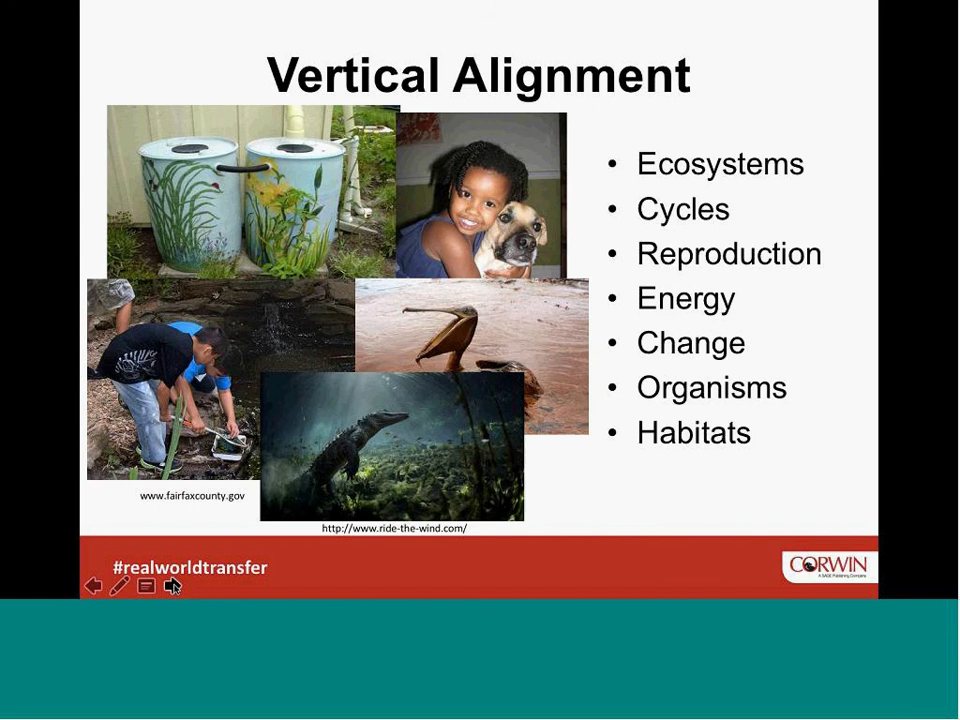 Vertical Alignment
• Ecosystems
• Cycles
• Reproduction
• Energy
• Change
• Organisms
• Habitats
www.fairfaxcounty.gov
http://www.ride-the-wind.com/
#realworldtransfer
CORWIN
A SAGE Publishing Company